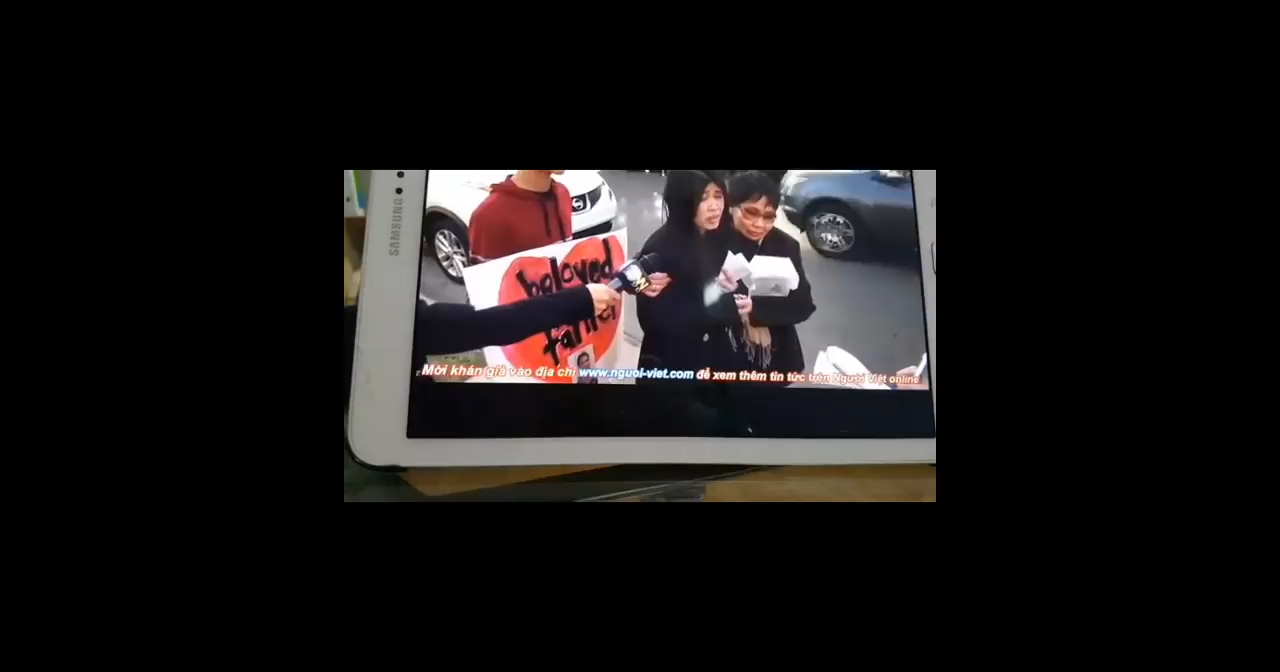 SAMSUNG
beloved
father
Mời khán giả vào địa chỉ www.nguoi-viet.com để xem thêm tin tức trên Người Việt online